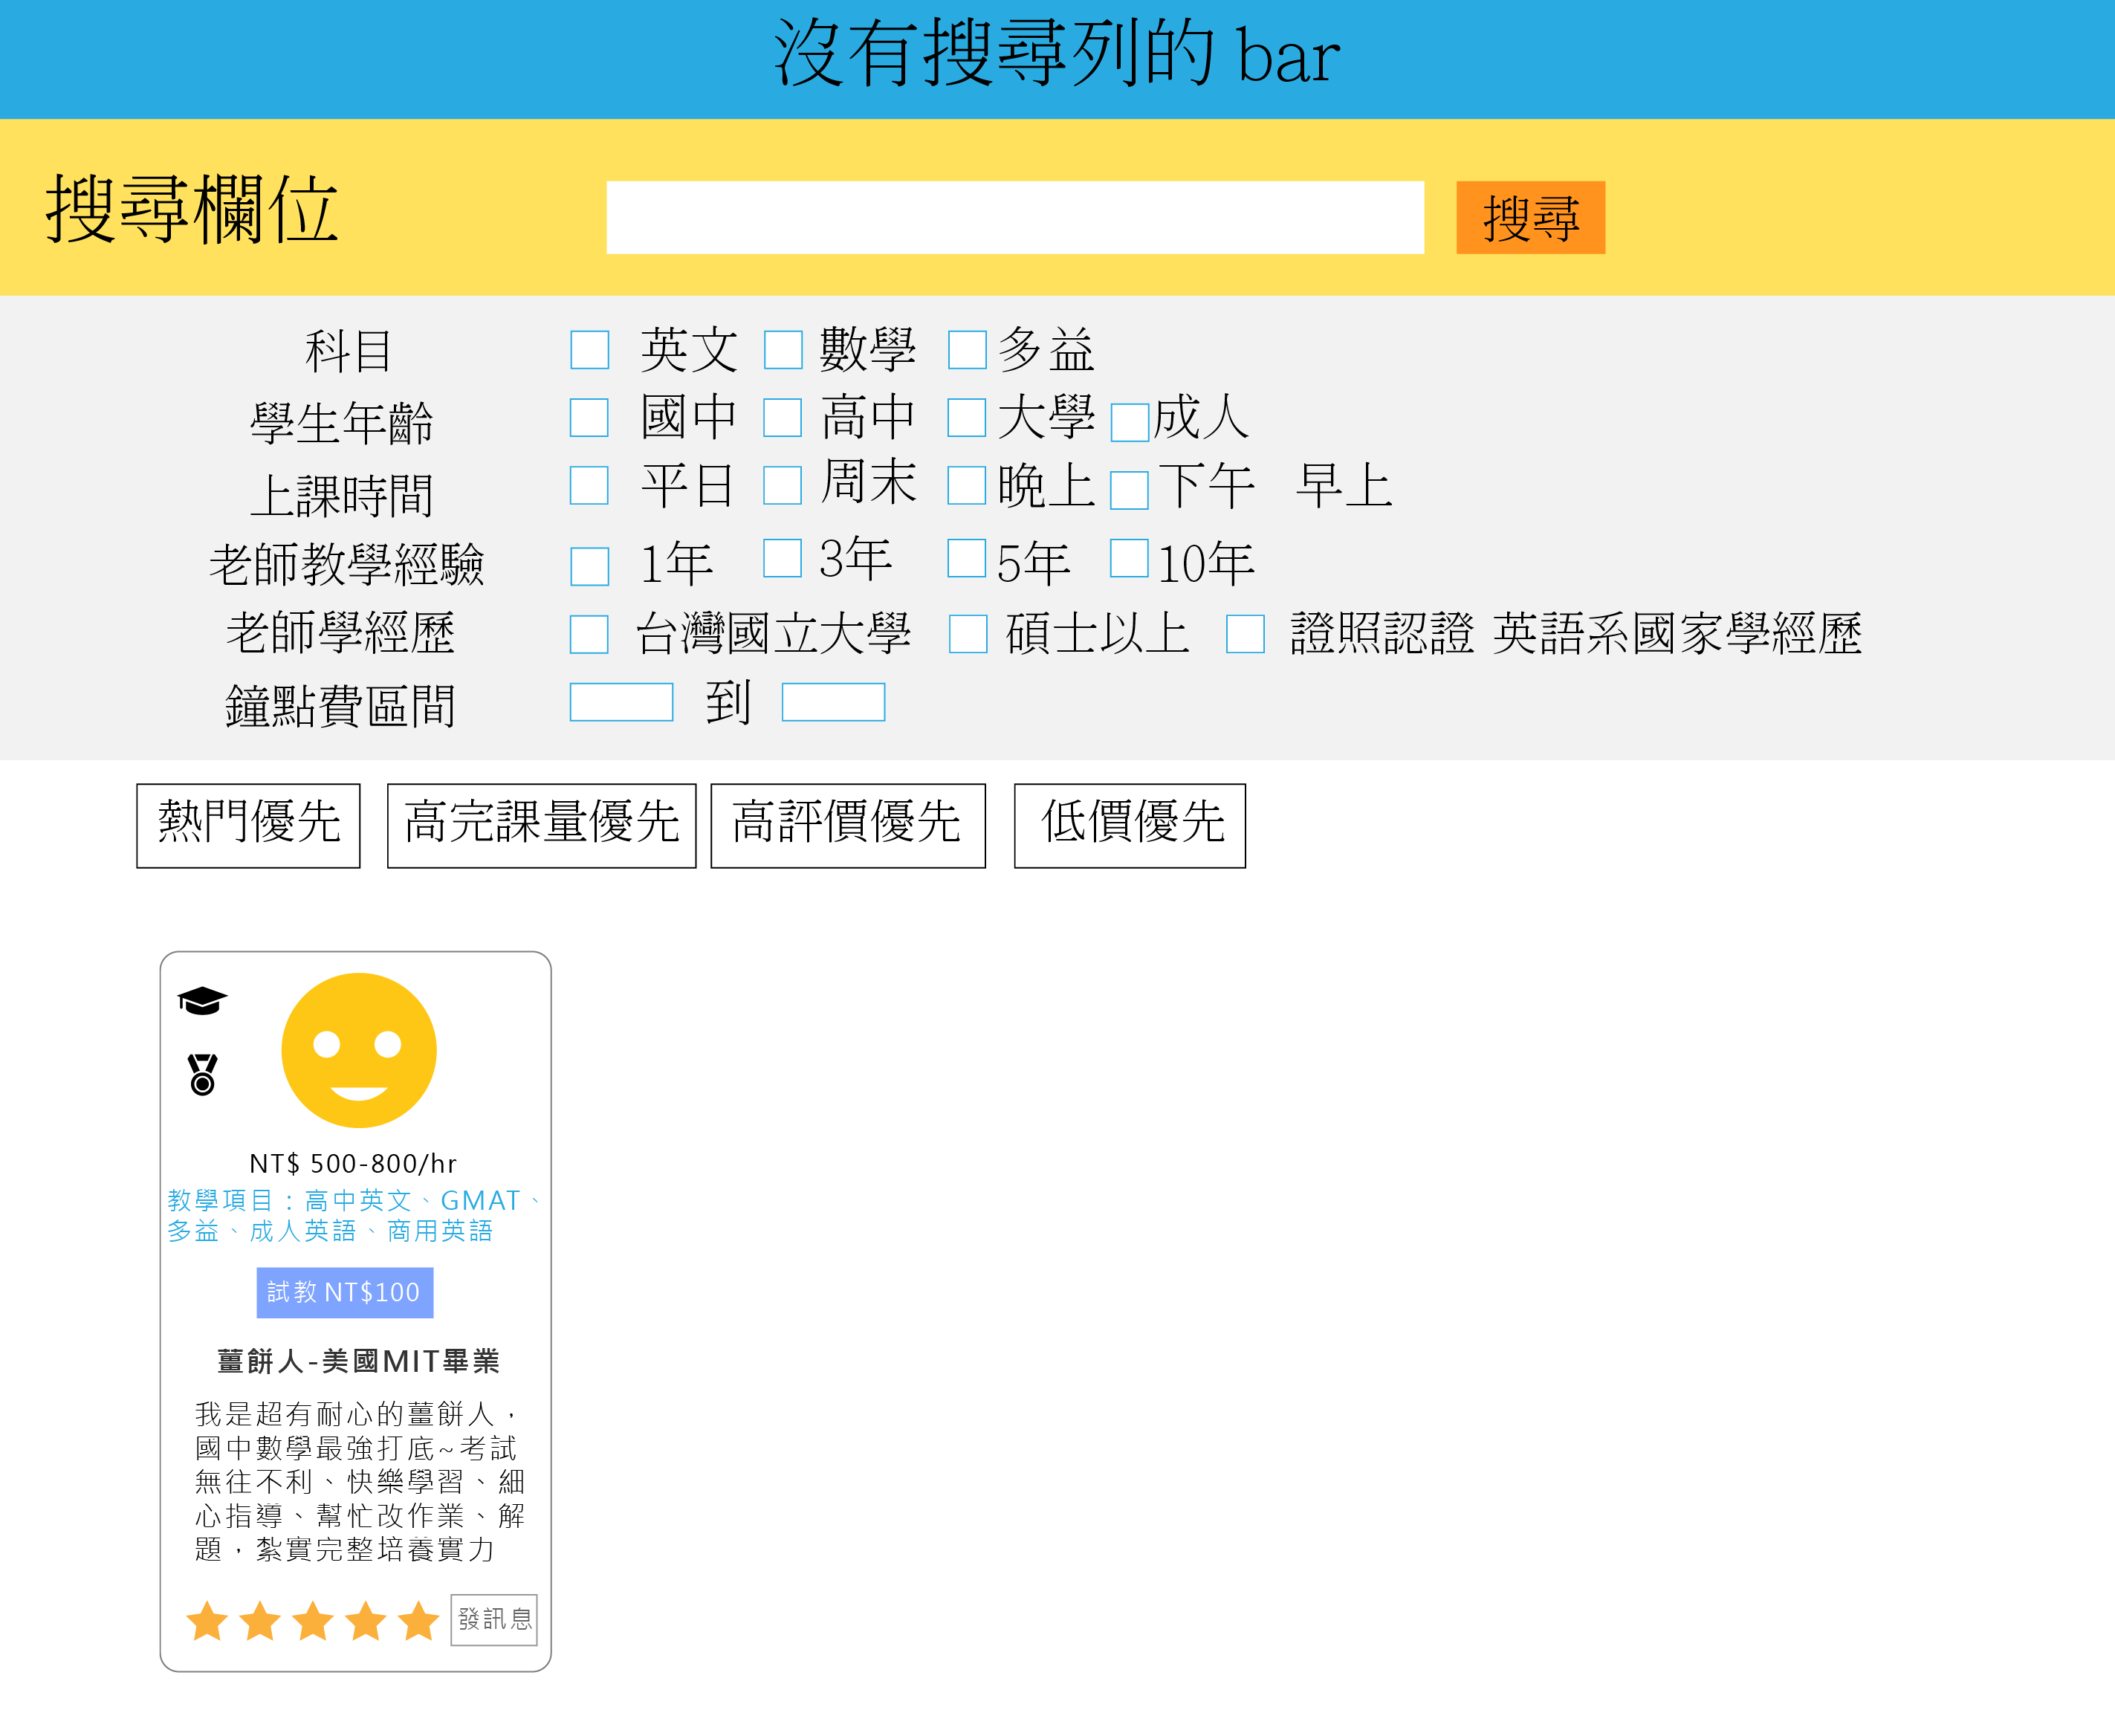 沒有搜尋列的 bar
搜尋欄位
搜尋
科目 英文 數學 多益
學生年齡 國中 高中 大學 成人
上課時間 平日 周末 晚上 下午 早上
老師教學經驗 1年 3年 5年 10年
老師學經歷 台灣國立大學 碩士以上 證照認證 英語系國家學經歷
鐘點費區間 到
熱門優先 高完課量優先 高評價優先 低價優先
NT$ 500-800/hr
教學項目：高中英文、GMAT、
多益、成人英語、商用英語
試教 NT$100
薑餅人-美國MIT畢業
我是超有耐心的薑餅人，
國中數學最強打底~考試
無往不利、快樂學習、細
心指導、幫忙改作業、解
題，紮實完整培養實力
發訊息